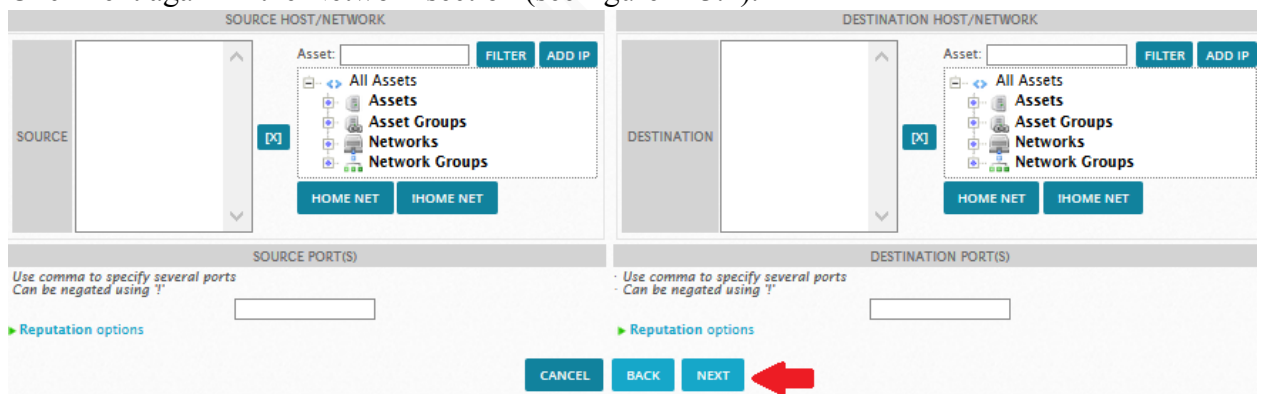 SOURCE HOST/NETWORK
SOURCE
[X]
Asset:
FILTER
ADD IP
All Assets
Assets
Asset Groups
Networks
Network Groups
HOME NET
!HOME NET
DESTINATION HOST/NETWORK
DESTINATION
[X]
Asset:
FILTER
ADD IP
All Assets
Assets
Asset Groups
Networks
Network Groups
HOME NET
!HOME NET
SOURCE PORT(S)
Use comma to specify several ports
Can be negated using '!'
Reputation options
DESTINATION PORT(S)
- Use comma to specify several ports
- Can be negated using '!'
Reputation options
CANCEL
BACK
NEXT